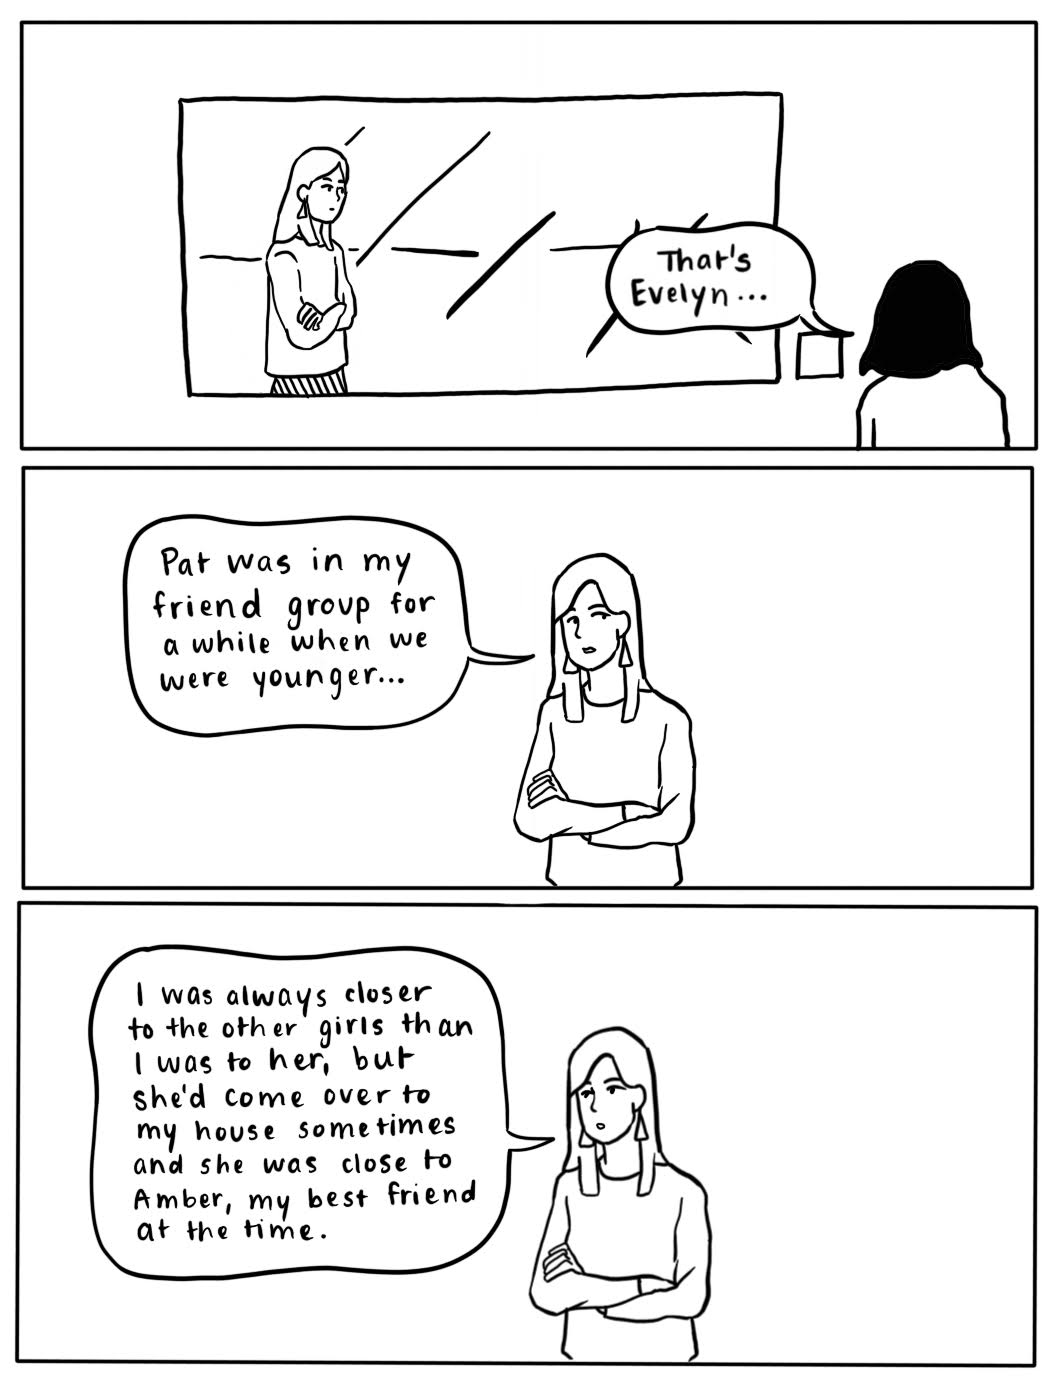 That's
Evelyn...
Pat was in my
friend group for
a while when we
were younger...
I was always closer
to the other girls than
I was to her, but
she'd come over to
my house sometimes
and she was close to
Amber, my best friend
at the time.